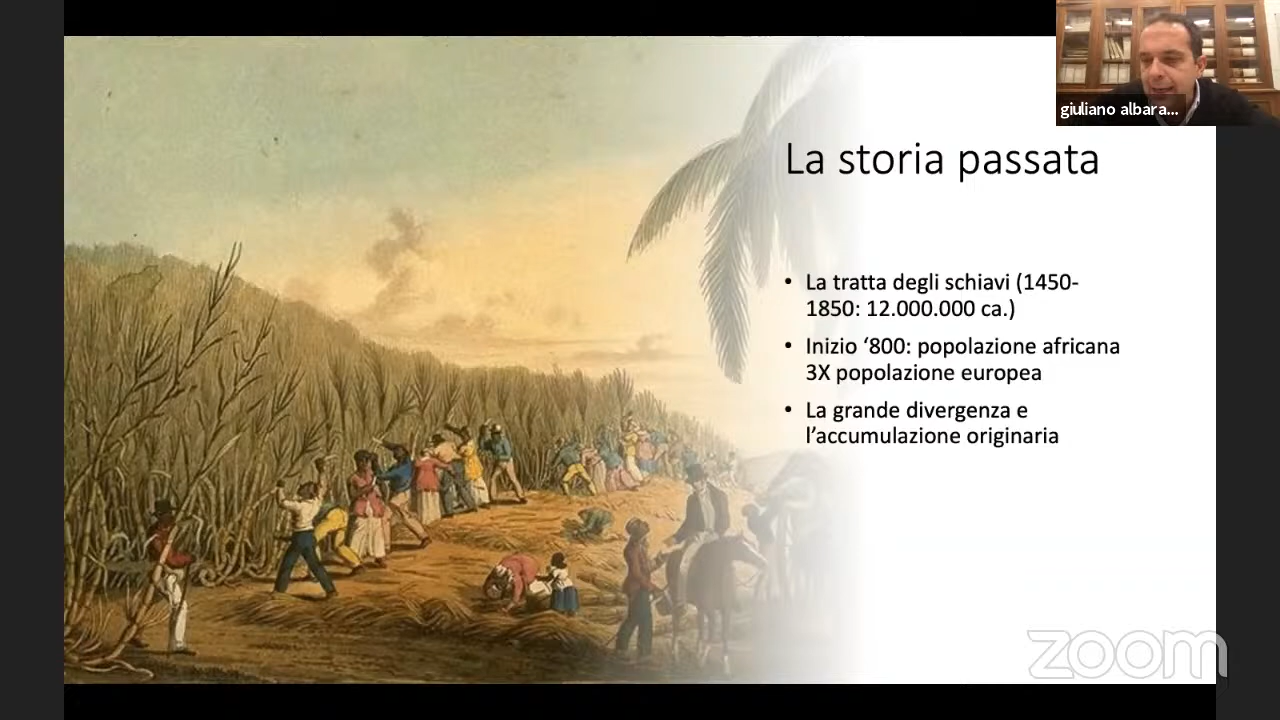 giuliano albara...
La storia passata
• La tratta degli schiavi (1450-
1850: 12.000.000 ca.)
• Inizio ‘800: popolazione africana
3X popolazione europea
• La grande divergenza e
l’accumulazione originaria
zoom